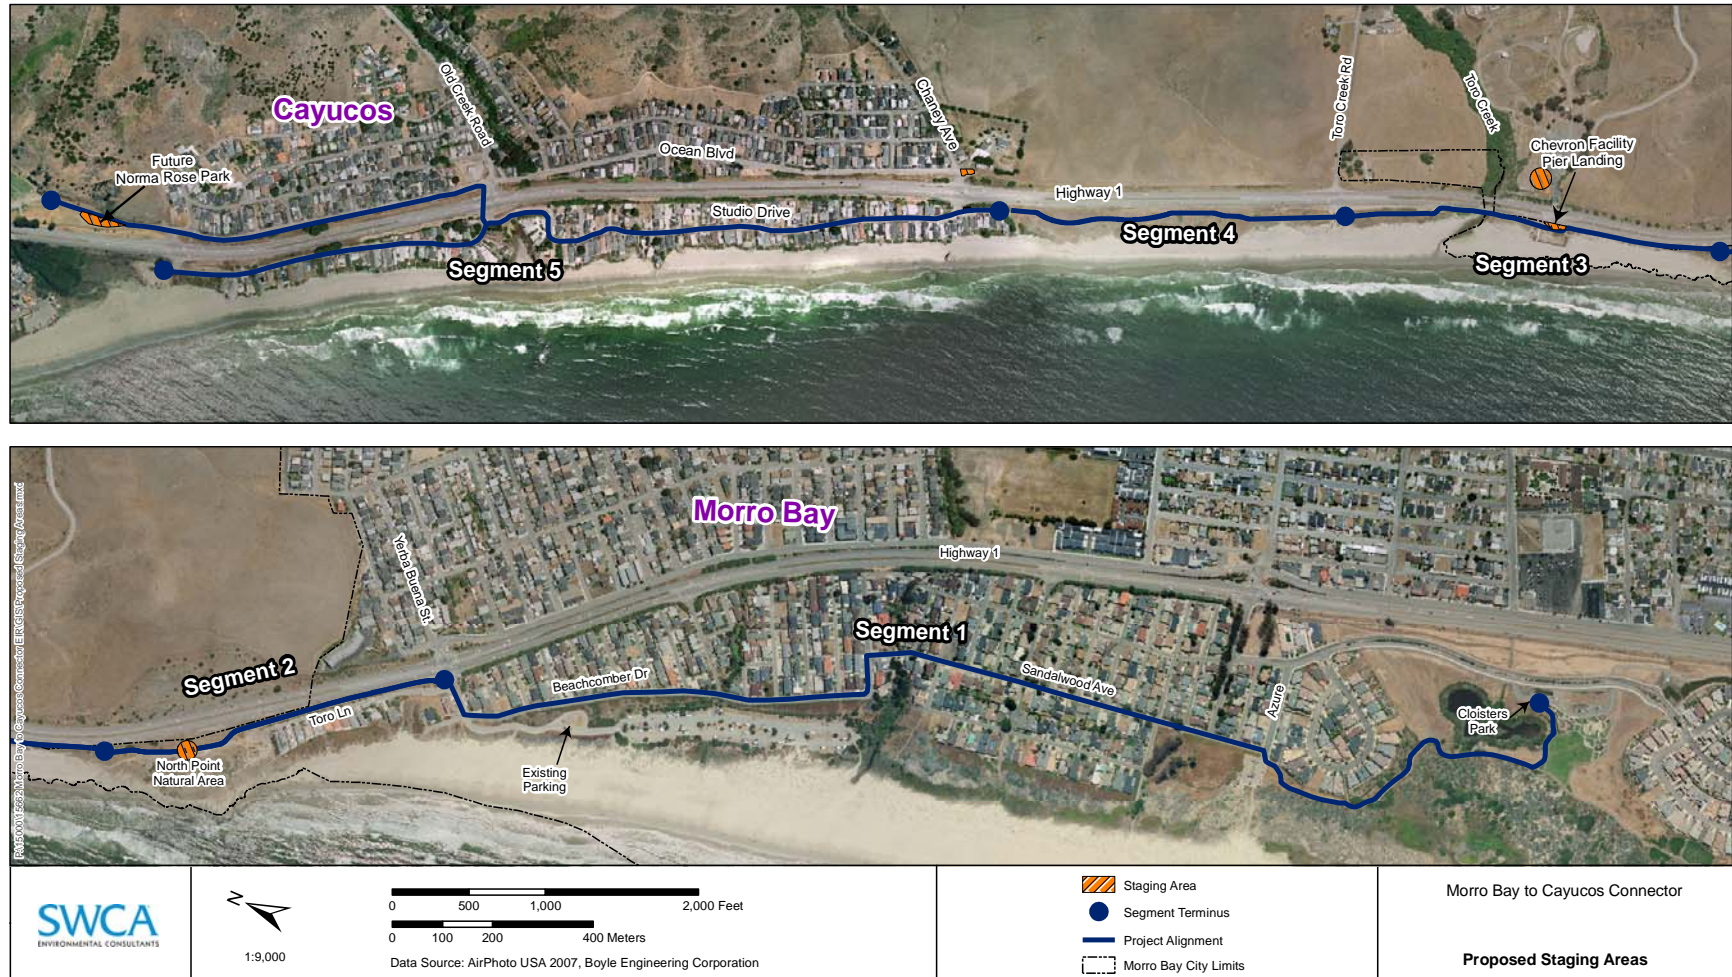 Cayucos
Old Creek Road
Chaney Ave
Toro Creek Rd
Toro Creek
Future
Norma Rose Park
Ocean Blvd
Chevron Facility
Pier Landing
Highway 1
Studio Drive
Segment 5
Segment 4
Segment 3
Morro Bay
Yerba Buena St.
Highway 1
Segment 1
Segment 2
Beachcomber Dr
Sandalwood Ave
Azure
Toro Ln
Cloisters
Park
North Point
Natural Area
Existing
Parking
SWCA
ENVIRONMENTAL CONSULTANTS
N
1:9,000
0 500 1,000 2,000 Feet
0 100 200 400 Meters
Data Source: AirPhoto USA 2007, Boyle Engineering Corporation
Staging Area
Segment Terminus
Project Alignment
Morro Bay City Limits
Morro Bay to Cayucos Connector
Proposed Staging Areas